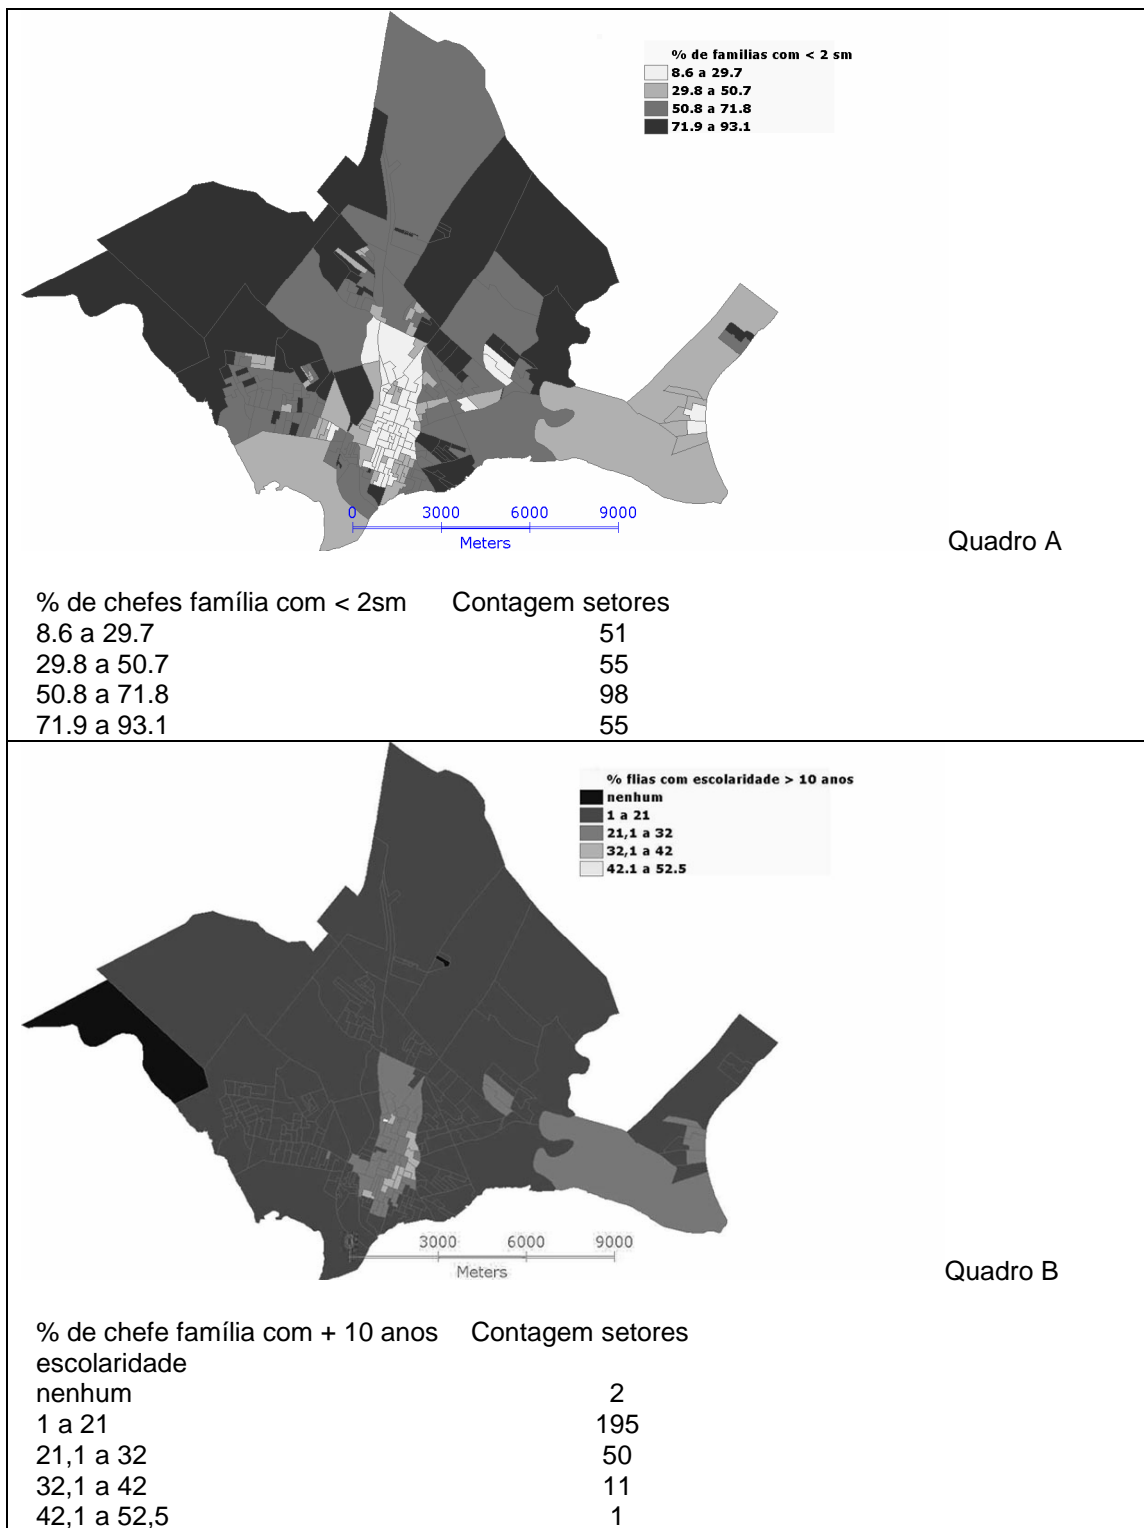 % de familias com < 2 sm
8.6 a 29.7
29.8 a 50.7
50.8 a 71.8
71.9 a 93.1
0 3000 6000 9000
Meters
Quadro A
% de chefes família com < 2sm Contagem setores
8.6 a 29.7 51
29.8 a 50.7 55
50.8 a 71.8 98
71.9 a 93.1 55
% flias com escolaridade > 10 anos
nenhum
1 a 21
21,1 a 32
32,1 a 42
42.1 a 52.5
0 3000 6000 9000
Meters
Quadro B
% de chefe família com + 10 anos Contagem setores
escolaridade
nenhum 2
1 a 21 195
21,1 a 32 50
32,1 a 42 11
42,1 a 52,5 1